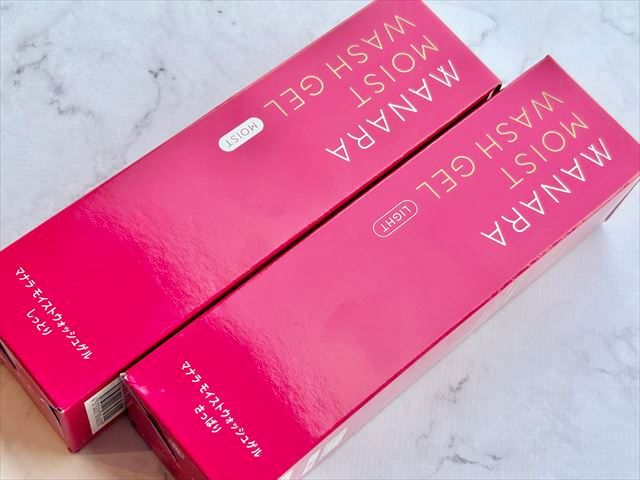 MANARA
MOIST
WASH GEL
MOIST
マナラ モイストウォッシュゲル
しっとり
MANARA
MOIST
WASH GEL
LIGHT
マナラ モイストウォッシュゲル
さっぱり